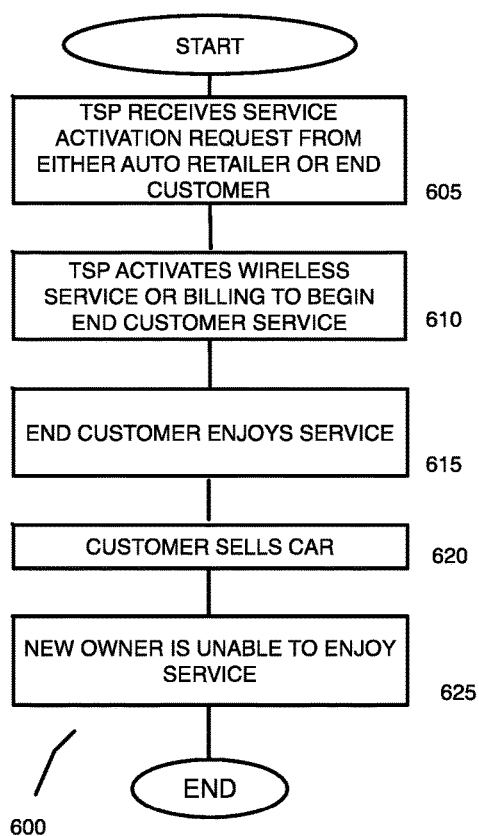 START
TSP RECEIVES SERVICE
ACTIVATION REQUEST FROM
EITHER AUTO RETAILER OR END
CUSTOMER
605
TSP ACTIVATES WIRELESS
SERVICE OR BILLING TO BEGIN
END CUSTOMER SERVICE
610
END CUSTOMER ENJOYS SERVICE
615
CUSTOMER SELLS CAR
620
NEW OWNER IS UNABLE TO ENJOY
SERVICE
625
END
600